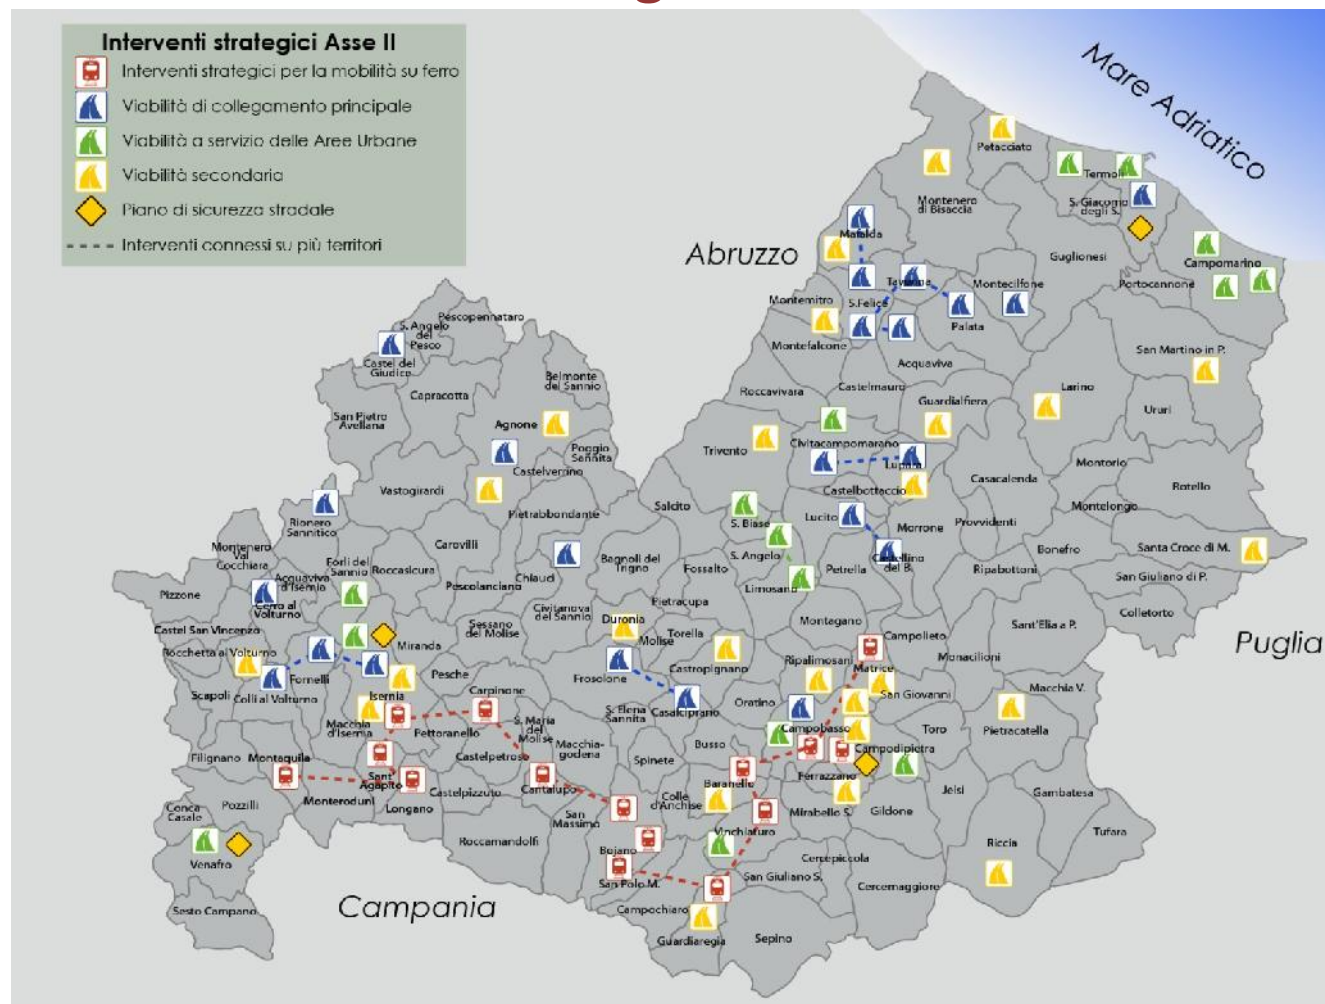 Interventi strategici Asse II
Interventi strategici per la mobilità su ferro
Viabilità di collegamento principale
Viabilità a servizio delle Aree Urbane
Viabilità secondaria
Piano di sicurezza stradale
Interventi connessi su più territori
Mare Adriatico
Abruzzo
Puglia
Campania
Petacciato
Termoli
Montenero
di Bisaccia
S. Giacomo
degli S.
Mafalda
Guglionesi
Campomarino
Portocannone
Tavenna
Montecilfone
Montemitro
S.Felice
Palata
Montefalcone
Acquaviva
San Martino in P.
Pescopennataro
S. Angelo
del
Pesco
Castel del
Giudice
Belmonte
del Sannio
Capracotta
Roccavivara
Castelmauro
Guardialfiera
Larino
Ururi
San Pietro
Avellana
Agnone
Poggio
Sannita
Castelverrino
Trivento
Civitacampomarano
Lupara
Montorio
Casacalenda
Rotello
Vastogirardi
Castelbottaccio
Salcito
Montelongo
Pietrabbondante
Rionero
Sannitico
S. Biase
Lucito
Morrone
Provvidenti
Bonefro
Santa Croce di M.
Montenero
Val
Cocchiara
Carovilli
Forlì del
Sannio
Roccasicura
Acquaviva
d'Isernia
Bagnoli del
Trigno
Fossalto
S. Angelo
Castellino
del B.
Petrella
Ripabottoni
San Giuliano di P.
Pizzone
Cerro al
Volturno
Pescolanciano
Chiauci
Limosano
Colletorto
Pietracupa
Civitanova
del Sannio
Montagano
Sant'Elia a P.
Castel San Vincenzo
Sessano
del Molise
Duronia
Molise
Torella
Campolieto
Monacilioni
Rocchetta al Volturno
Miranda
Pesche
Castropignano
Ripalimosani
Matrice
Frosolone
Macchia V.
Scapoli
Fornelli
Colli al Volturno
Isernia
Carpinone
Casalciprano
Oratino
San Giovanni
S. Elena
Sannita
S. Maria
del
Molise
Macchia
d'Isernia
Pettoranello
Campobasso
Toro
Pietracatella
Busso
Macchia-
godena
Campodipietra
Filignano
Montaquila
Castelpetroso
Spinete
Sant'
Agapito
Baranello
Ferrazzano
Cantalupo
Castelpizzuto
Monteroduni
Longano
Jelsi
Gambatesa
Conca
Casale
Pozzilli
Colle
d'Anchise
Mirabello S.
Gildone
San
Massimo
Vinchiaturo
Tufara
Roccamandolfi
Riccia
Venafro
Bojano
Cercepiccola
San Polo M.
San Giuliano S.
Cercemaggiore
Sesto Campano
Campochiaro
Guardiaregia
Sepino